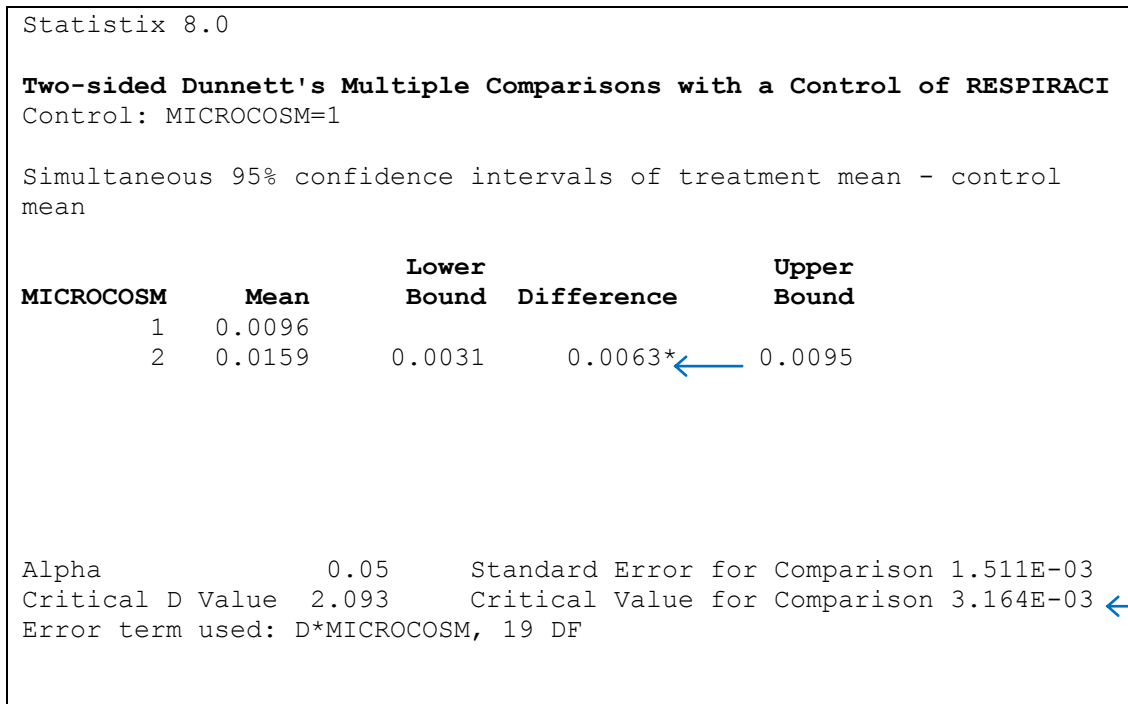 Statistix 8.0
Two-sided Dunnett's Multiple Comparisons with a Control of RESPIRACI
Control: MICROCOSM=1
Simultaneous 95% confidence intervals of treatment mean - control
mean
Lower Upper
MICROCOSM Mean Bound Difference Bound
1 0.0096
2 0.0159 0.0031 0.0063* 0.0095
Alpha 0.05 Standard Error for Comparison 1.511E-03
Critical D Value 2.093 Critical Value for Comparison 3.164E-03
Error term used: D*MICROCOSM, 19 DF